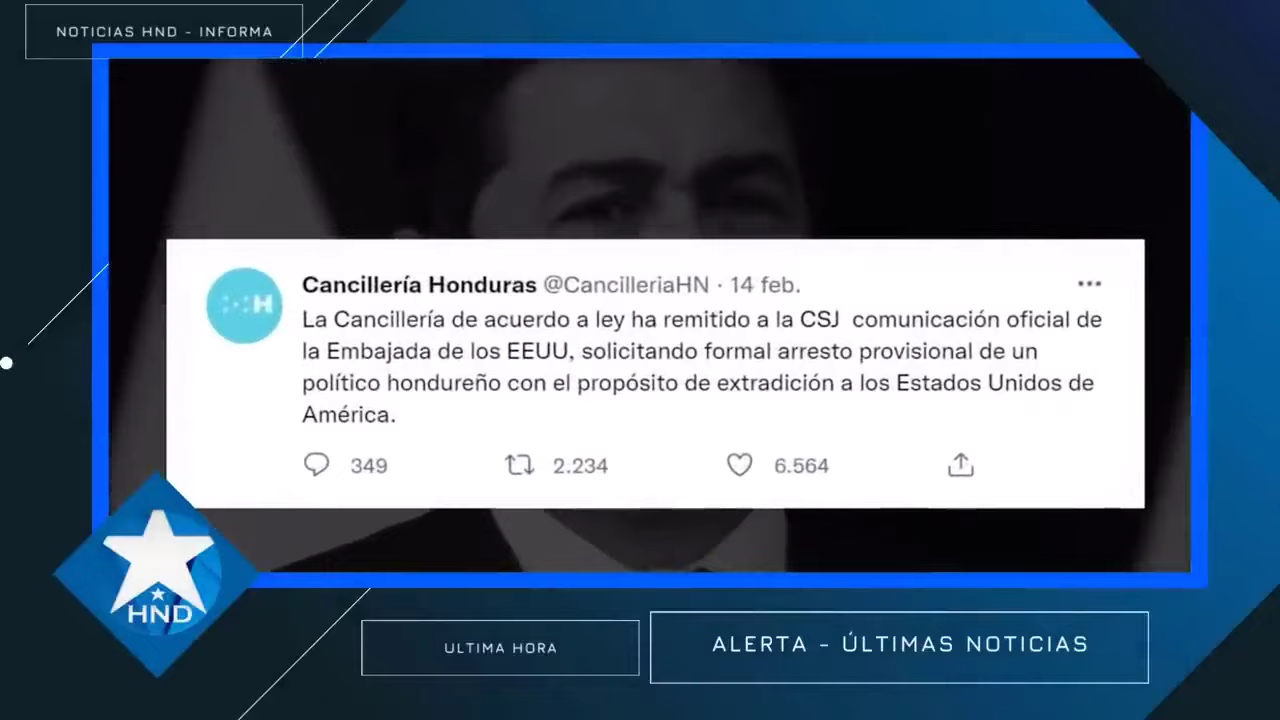 NOTICIAS HND - INFORMA
Cancillería Honduras @CancilleriaHN · 14 feb.
La Cancillería de acuerdo a ley ha remitido a la CSJ comunicación oficial de
la Embajada de los EEUU, solicitando formal arresto provisional de un
político hondureño con el propósito de extradición a los Estados Unidos de
América.
349 2.234 6.564
HND
ULTIMA HORA
ALERTA - ÚLTIMAS NOTICIAS